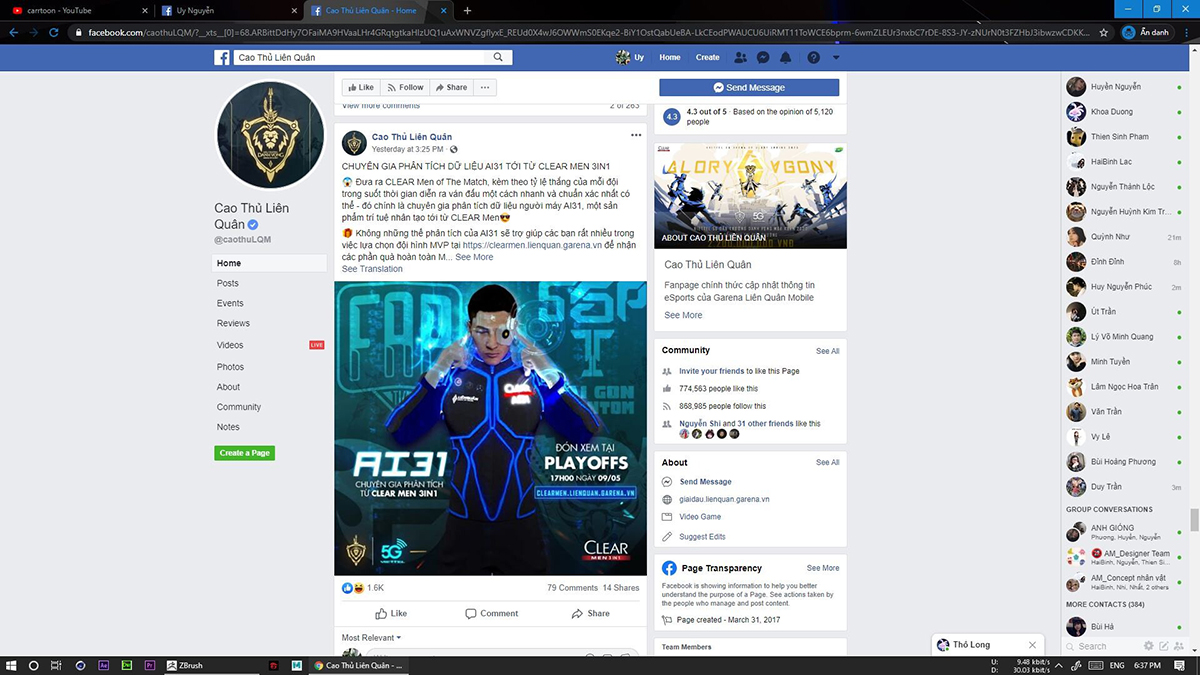 carrtoon - YouTube
Uy Nguyễn
Cao Thủ Liên Quân - Home
Ẩn danh
Cao Thủ Liên Quân
Uy
Home
Create
Cao Thủ Liên
Quân
@caothuLQM
Home
Posts
Events
Reviews
Videos
LIVE
Photos
About
Community
Notes
Create a Page
Like
Follow
Share
View more comments
2 of 263
Cao Thủ Liên Quân
Yesterday at 3:25 PM
CHUYÊN GIA PHÂN TÍCH DỮ LIỆU AI31 TỚI TỪ CLEAR MEN 3IN1
Đưa ra CLEAR Men of The Match, kèm theo tỷ lệ thắng của mỗi đội
trong suốt thời gian diễn ra ván đấu một cách nhanh và chuẩn xác nhất có
thể - đó chính là chuyên gia phân tích dữ liệu người máy AI31, một sản
phẩm trí tuệ nhân tạo tới từ CLEAR Men
Không những thế phân tích của AI31 sẽ trợ giúp các bạn rất nhiều trong
việc lựa chọn đội hình MVP tại https://clearmen.lienquan.garena.vn để nhận
các phần quà hoàn toàn M... See More
See Translation
AI31
CHUYÊN GIA PHÂN TÍCH
TỪ CLEAR MEN 3IN1
ĐÓN XEM TẠI
PLAYOFFS
17H00 NGÀY 09/05
CLEARMEN.LIENQUAN.GARENA.VN
5G
viettel
CLEAR
MEN 3IN1
1.6K
79 Comments
14 Shares
Like
Comment
Share
Most Relevant
Send Message
4.3
4.3 out of 5 · Based on the opinion of 5,120
people
GLORY AGONY
5G
ABOUT CAO THỦ LIÊN QUÂN
Cao Thủ Liên Quân
Fanpage chính thức cập nhật thông tin
eSports của Garena Liên Quân Mobile
See More
Community
See All
Invite your friends to like this Page
774,563 people like this
868,985 people follow this
Nguyễn Shi and 31 other friends like this
About
See All
Send Message
giaidau.lienquan.garena.vn
Video Game
Suggest Edits
Page Transparency
See More
Facebook is showing information to help you better
understand the purpose of a Page. See actions taken by
the people who manage and post content.
Page created - March 31, 2017
Team Members
Huyền Nguyễn
Khoa Duong
Thien Sinh Pham
HaiBinh Lac
Nguyễn Thành Lộc
Nguyễn Huỳnh Kim Tr...
Quỳnh Như
21m
Đỉnh Đỉnh
8h
Huy Nguyễn Phúc
2m
Út Trần
Lý Võ Minh Quang
Minh Tuyền
Lâm Ngọc Hoa Trân
Văn Trần
Vy Lê
Bùi Hoàng Phương
Duy Trần
3m
GROUP CONVERSATIONS
ANH GIÓNG
Phương, Huyền, Nguyễn
AM_Designer Team
HaiBinh, Nguyễn, Thien Si...
AM_Concept nhân vật
HaiBinh, Nhi, Nhất, 2 others
MORE CONTACTS (384)
Bùi Hà
Search
Thỏ Long
ZBrush
Cao Thủ Liên Quân - ...
U: 9.48 kbit/s
D: 30.03 kbit/s
ENG
6:37 PM